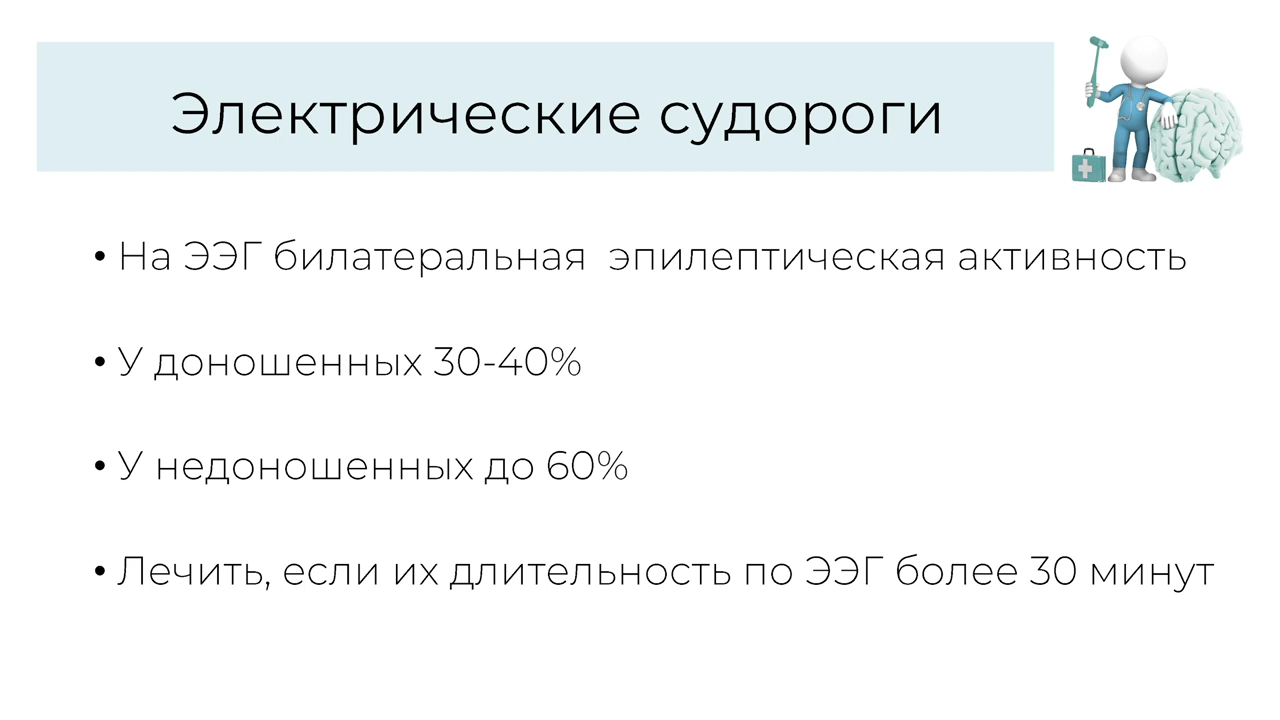 Электрические судороги
• На ЭЭГ билатеральная  эпилептическая активность
• У доношенных 30-40%
• У недоношенных до 60%
• Лечить, если их длительность по ЭЭГ более 30 минут